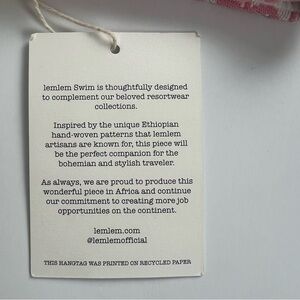 lemlem Swim is thoughtfully designed
to complement our beloved resortwear
collections.
Inspired by the unique Ethiopian
hand-woven patterns that lemlem
artisans are known for, this piece will
be the perfect companion for the
bohemian and stylish traveler.
As always, we are proud to produce this
wonderful piece in Africa and continue
our commitment to creating more job
opportunities on the continent.
lemlem.com
@lemlemofficial
THIS HANGTAG WAS PRINTED ON RECYCLED PAPER